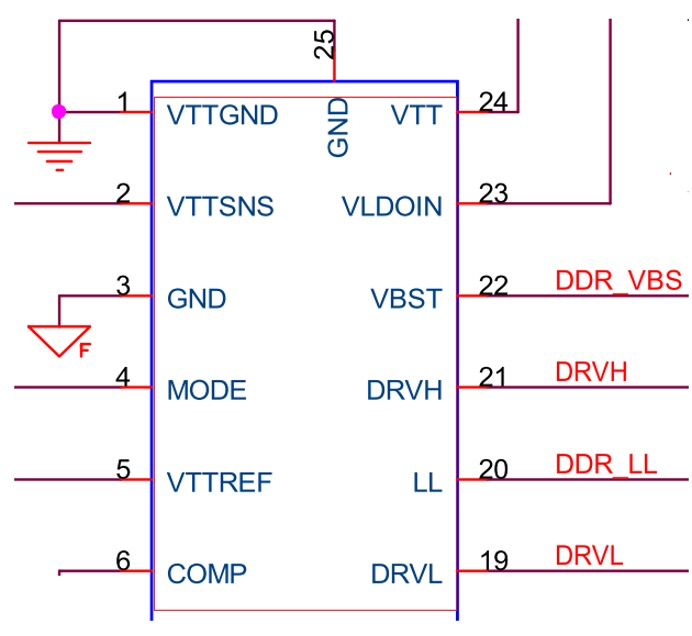 25
1 VTTGND GND VTT 24
2 VTTSNS VLDOIN 23
3 GND VBST 22 DDR_VBS
F
4 MODE DRVH 21 DRVH
5 VTTREF LL 20 DDR_LL
6 COMP DRVL 19 DRVL